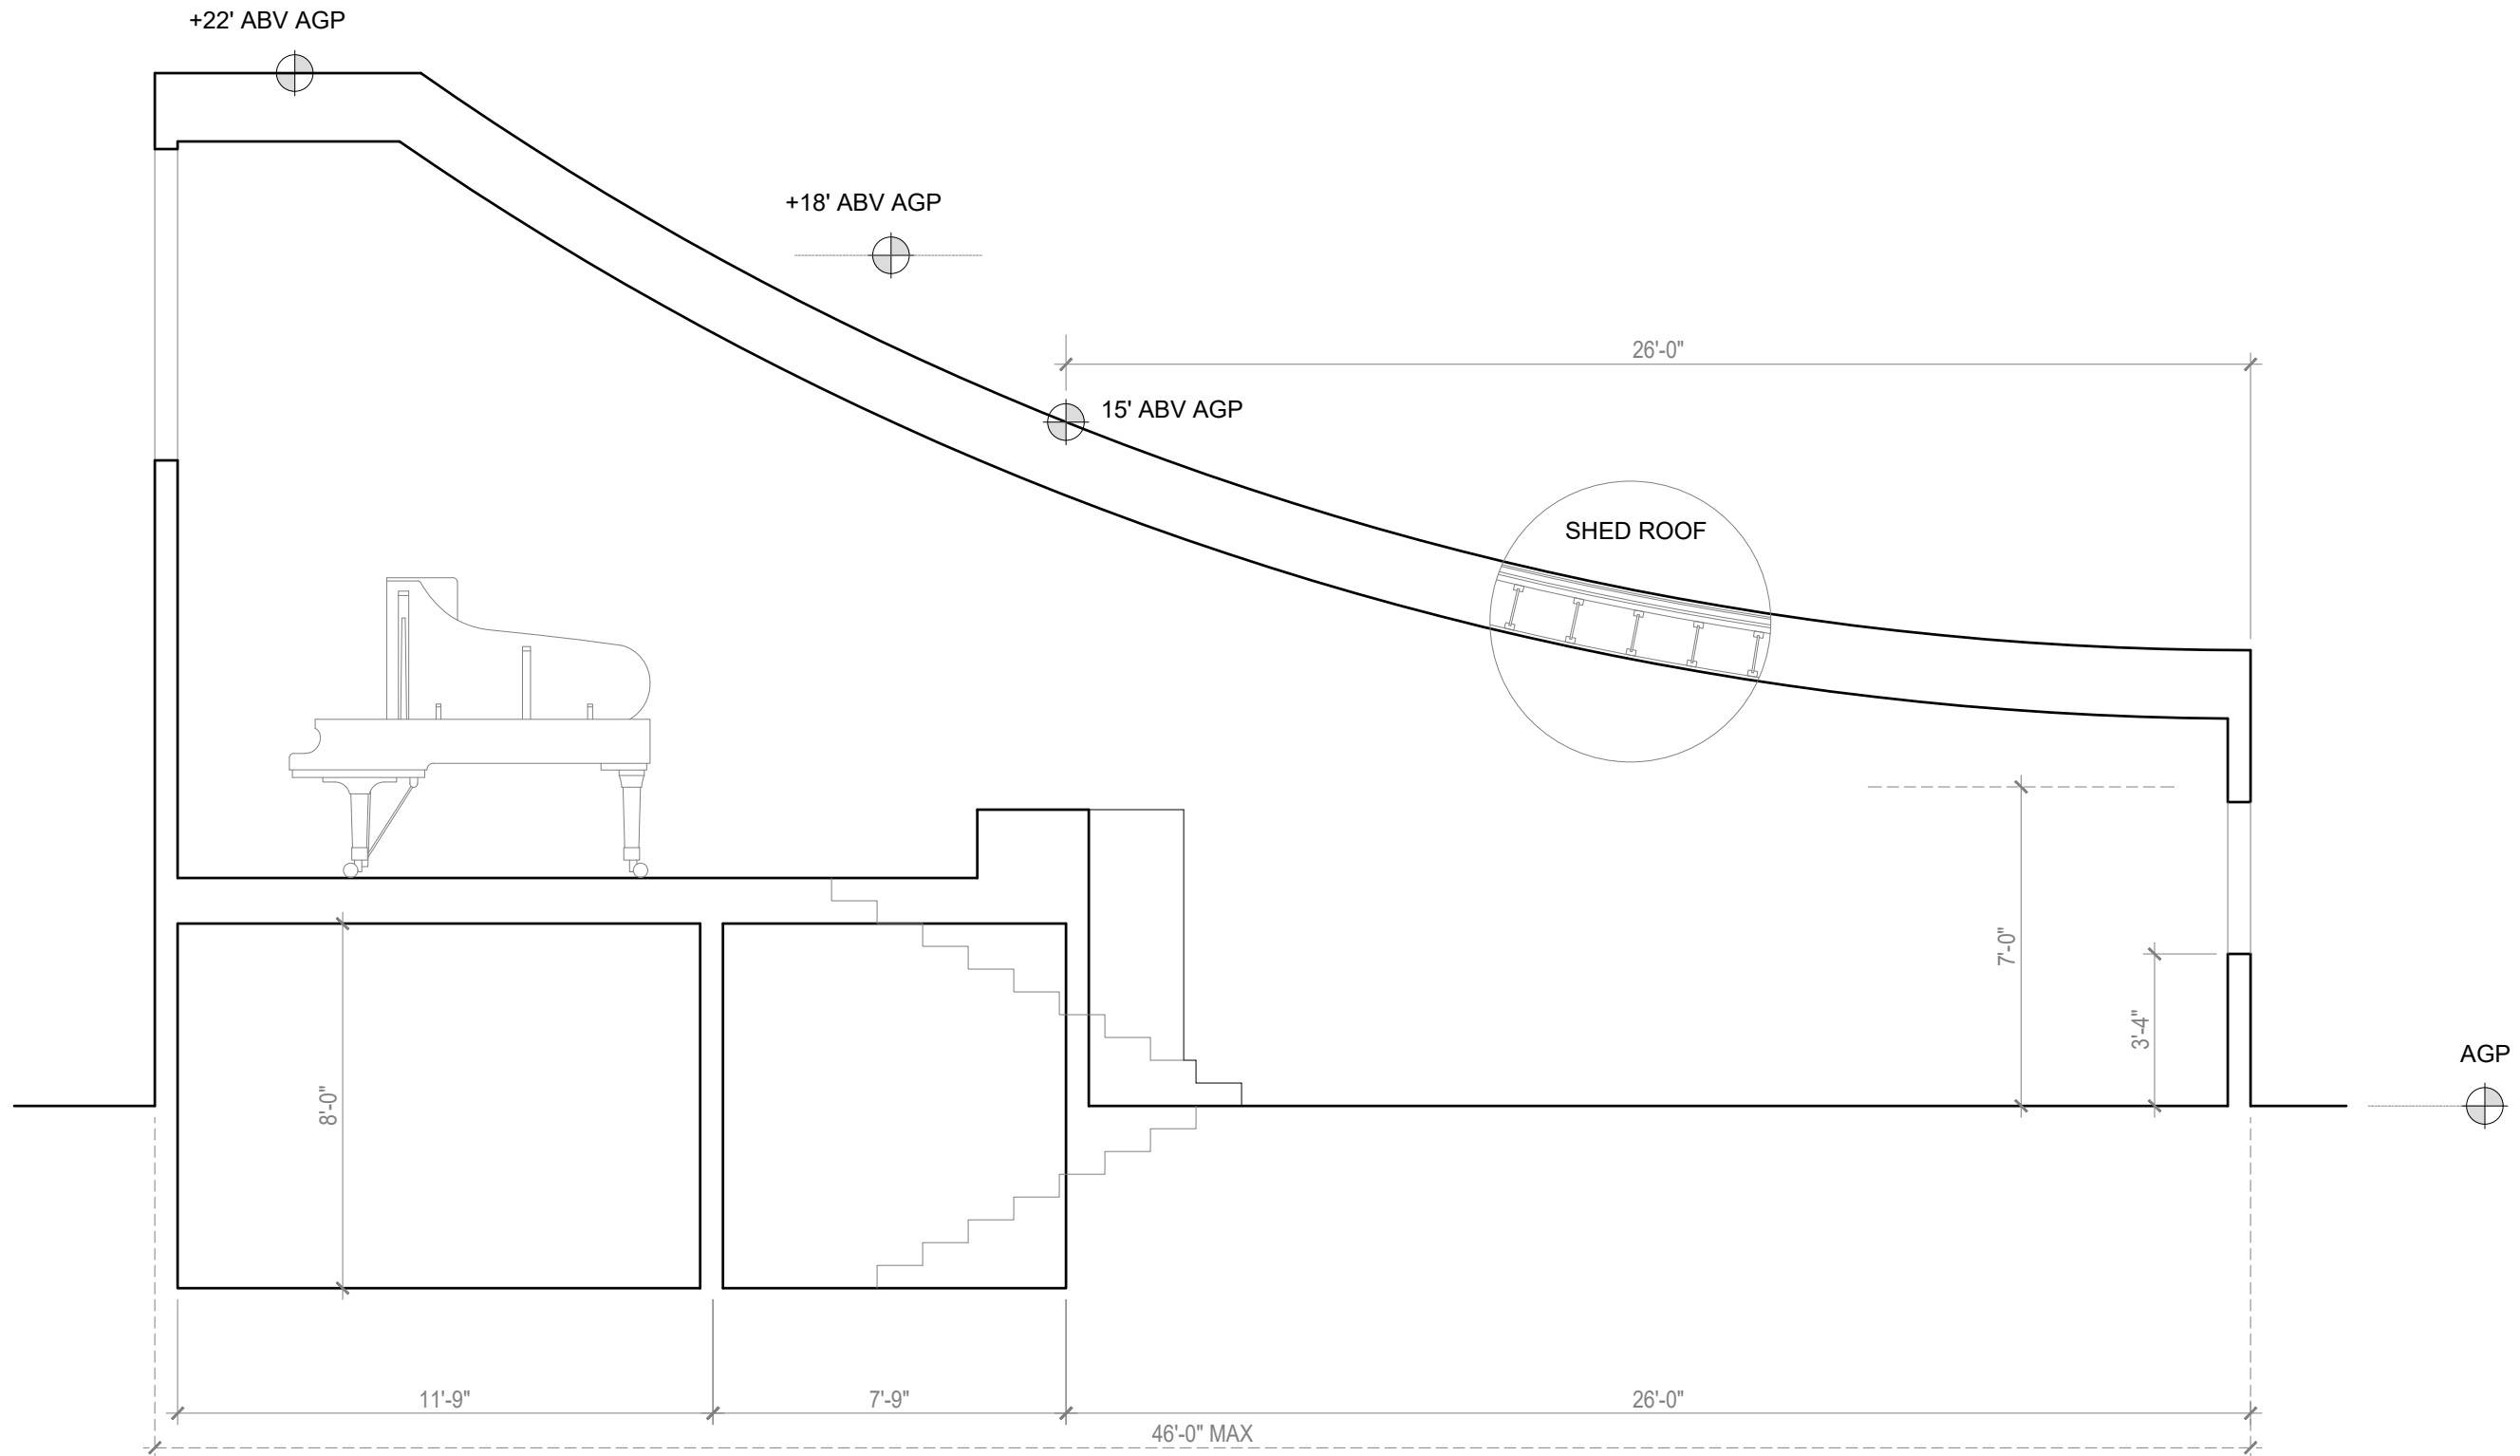 +22' ABV AGP
+18' ABV AGP
26'-0"
15' ABV AGP
SHED ROOF
7'-0"
3'-4"
AGP
8'-0"
11'-9"
7'-9"
26'-0"
46'-0" MAX